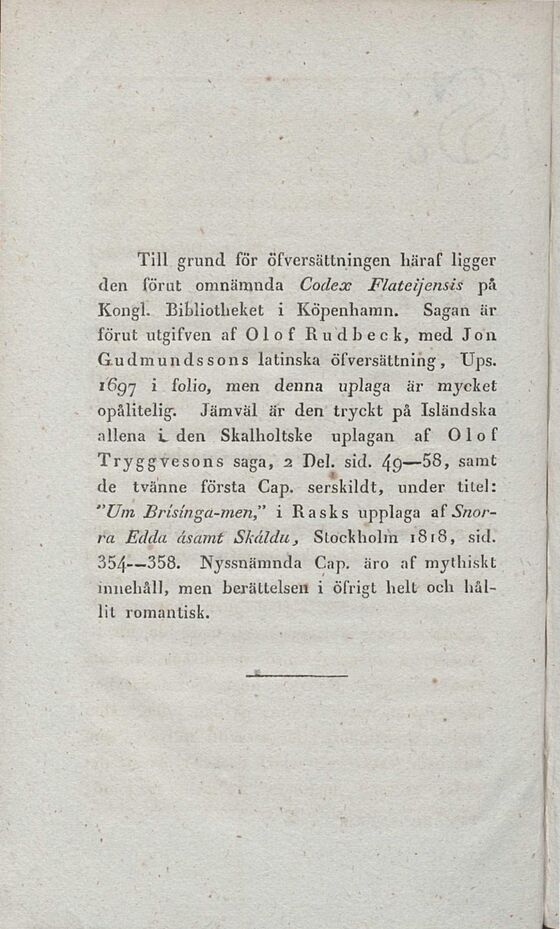 Till grund för öfversättningen häraf ligger
den förut omnämnda Codex Flateijensis på
Kongl. Bibliotheket i Köpenhamn. Sagan är
förut utgifven af Olof Rudbeck, med Jon
Gudmundssons latinska öfversättning, Ups.
1697 i folio, men denna uplaga är mycket
opålitelig. Jämväl är den tryckt på Isländska
allena i den Skalholtske uplagan af Olof
Tryggvesons saga, 2 Del. sid. 49—58, samt
de tvänne första Cap. serskildt, under titel:
"Um Brisinga-men," i Rasks upplaga af Snor-
ra Edda ásamt Skáldu, Stockholm 1818, sid.
354--358. Nyssnämnda Cap. äro af mythiskt
innehåll, men berättelsen i öfrigt helt och hål-
lit romantisk.